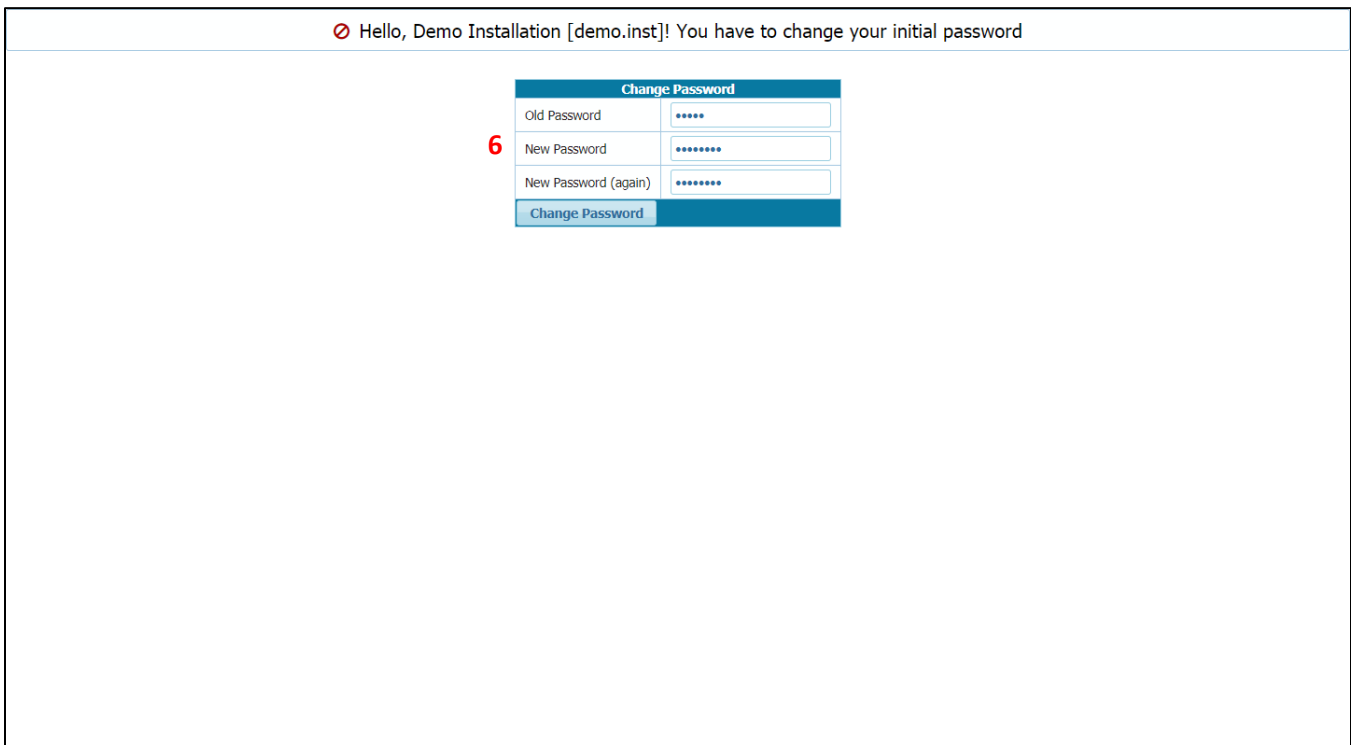 Hello, Demo Installation [demo.inst]! You have to change your initial password
Change Password
Old Password •••••
6 New Password ••••••••
New Password (again) ••••••••
Change Password